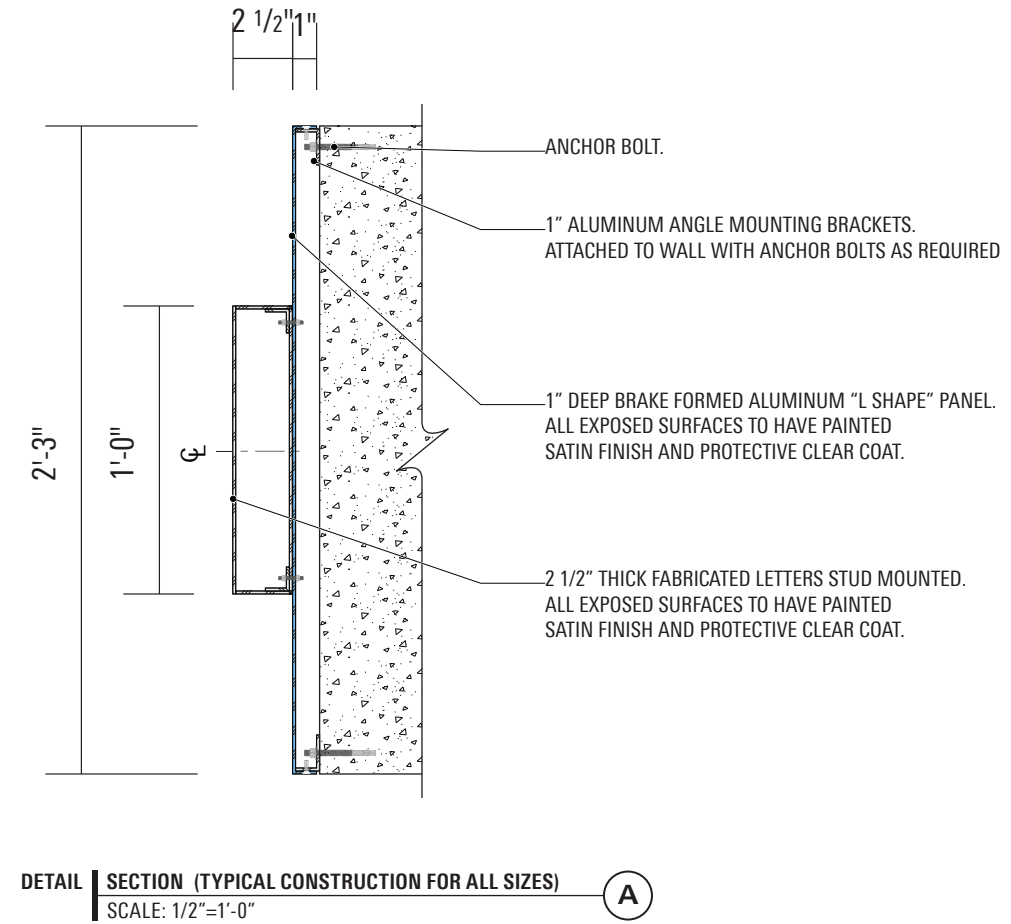 2 1/2" 1"
ANCHOR BOLT.
1” ALUMINUM ANGLE MOUNTING BRACKETS.
ATTACHED TO WALL WITH ANCHOR BOLTS AS REQUIRED
1” DEEP BRAKE FORMED ALUMINUM “L SHAPE” PANEL.
ALL EXPOSED SURFACES TO HAVE PAINTED
SATIN FINISH AND PROTECTIVE CLEAR COAT.
2'-3"
1'-0"
℄
2 1/2” THICK FABRICATED LETTERS STUD MOUNTED.
ALL EXPOSED SURFACES TO HAVE PAINTED
SATIN FINISH AND PROTECTIVE CLEAR COAT.
DETAIL SECTION (TYPICAL CONSTRUCTION FOR ALL SIZES) A
SCALE: 1/2”=1’-0”